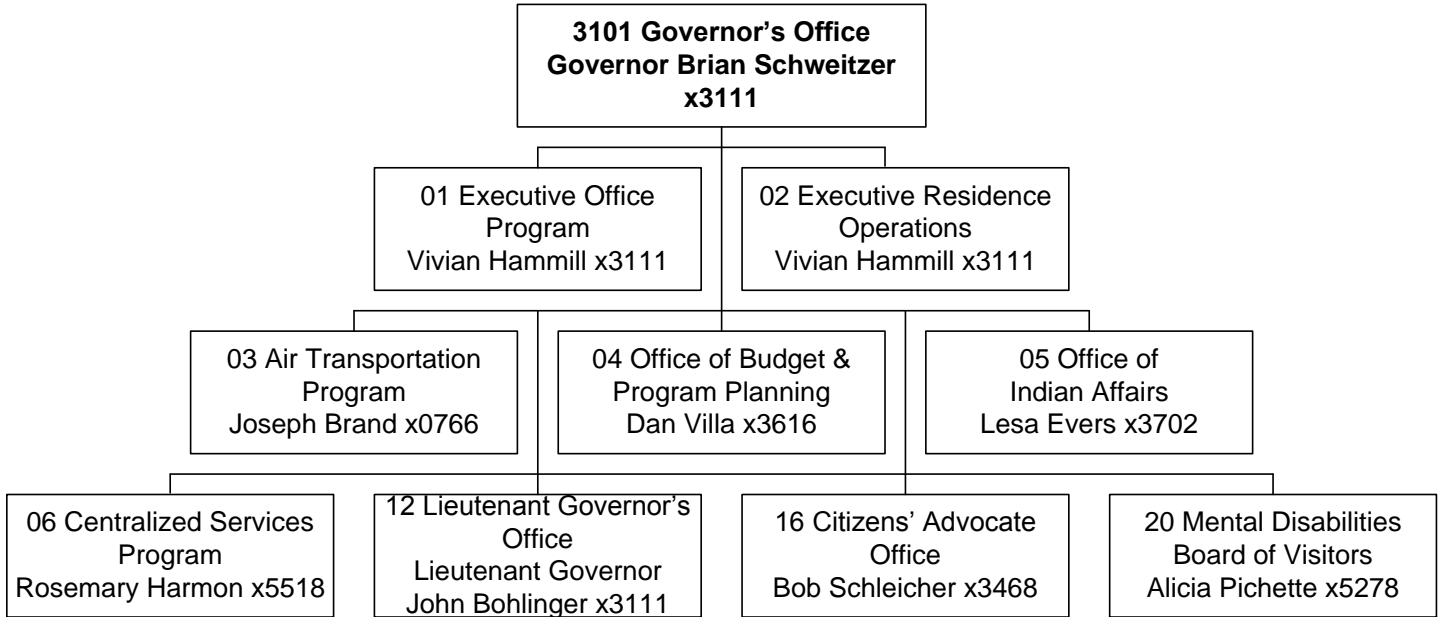 3101 Governor’s Office
Governor Brian Schweitzer
x3111
01 Executive Office
Program
Vivian Hammill x3111
02 Executive Residence
Operations
Vivian Hammill x3111
03 Air Transportation
Program
Joseph Brand x0766
04 Office of Budget &
Program Planning
Dan Villa x3616
05 Office of
Indian Affairs
Lesa Evers x3702
06 Centralized Services
Program
Rosemary Harmon x5518
12 Lieutenant Governor’s
Office
Lieutenant Governor
John Bohlinger x3111
16 Citizens’ Advocate
Office
Bob Schleicher x3468
20 Mental Disabilities
Board of Visitors
Alicia Pichette x5278